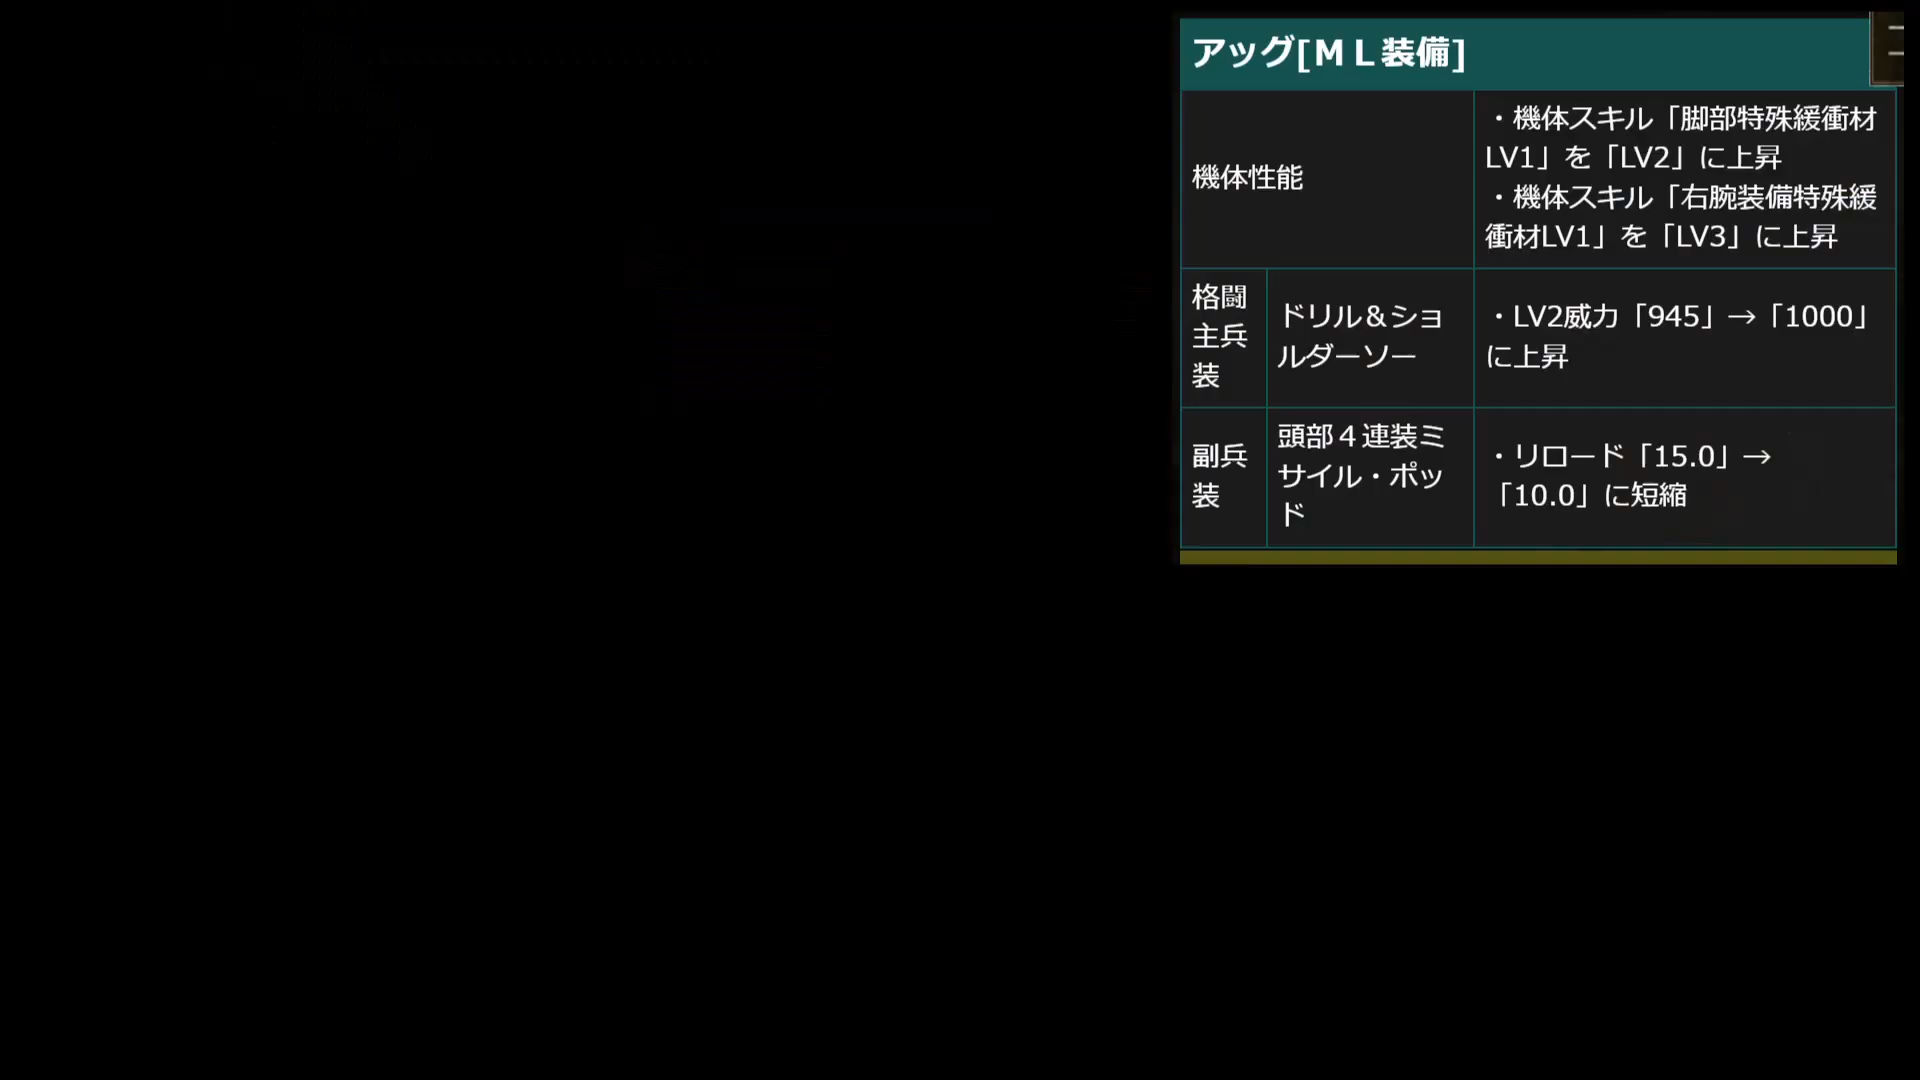 アッグ[ＭＬ装備]
機体性能
・機体スキル「脚部特殊緩衝材
LV1」を「LV2」に上昇
・機体スキル「右腕装備特殊緩
衝材LV1」を「LV3」に上昇
格闘
主兵
装
ドリル＆ショ
ルダーソー
・LV2威力「945」→「1000」
に上昇
副兵
装
頭部４連装ミ
サイル・ポッ
ド
・リロード「15.0」→
「10.0」に短縮